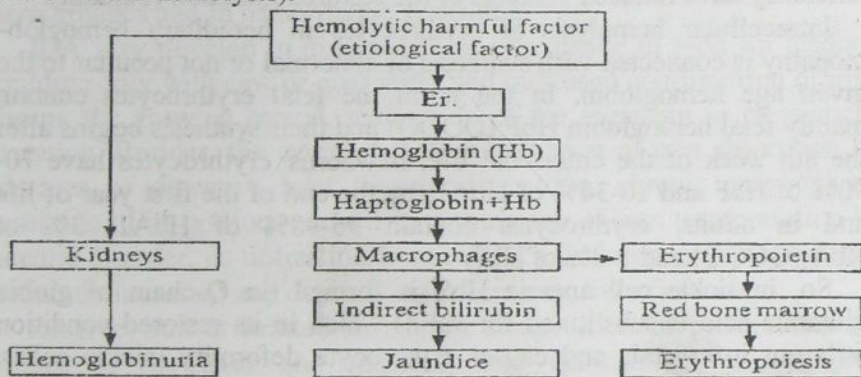 Hemolytic harmful factor
(etiological factor)
Er.
Hemoglobin (Hb)
Haptoglobin+Hb
Kidneys
Macrophages
Erythropoietin
Indirect bilirubin
Red bone marrow
Hemoglobinuria
Jaundice
Erythropoiesis